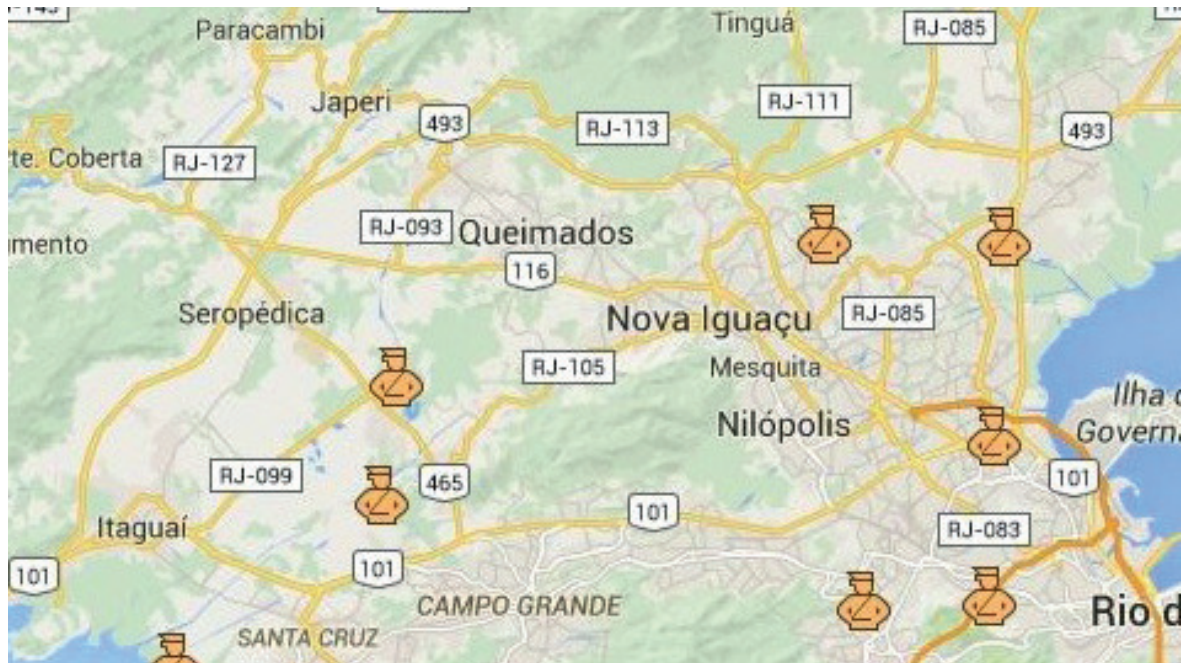 Paracambi
Tinguá
RJ-085
Japeri
RJ-111
493
RJ-113
493
te. Coberta
RJ-127
RJ-093
Queimados
umento
116
Seropédica
Nova Iguaçu
RJ-085
RJ-105
Mesquita
Ilha
Governa
Nilópolis
RJ-099
465
101
Itaguaí
101
RJ-083
101
101
CAMPO GRANDE
Rio d
SANTA CRUZ